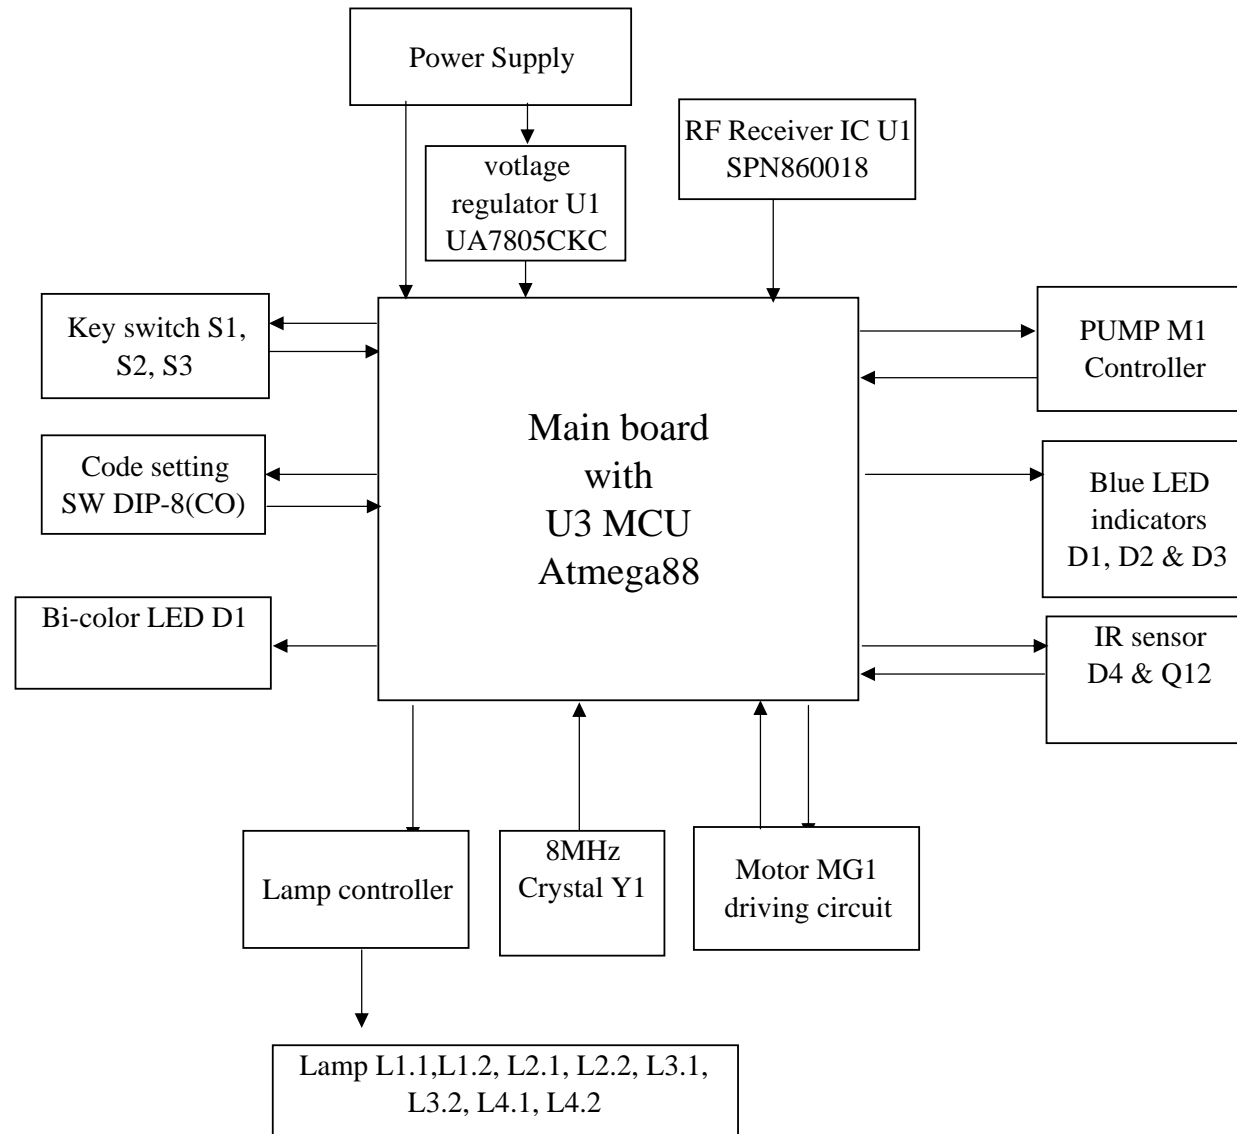 Power Supply
RF Receiver IC U1
SPN860018
votlage
regulator U1
UA7805CKC
Key switch S1,
S2, S3
PUMP M1
Controller
Main board
with
U3 MCU
Atmega88
Code setting
SW DIP-8(CO)
Blue LED
indicators
D1, D2 & D3
Bi-color LED D1
IR sensor
D4 & Q12
Lamp controller
8MHz
Crystal Y1
Motor MG1
driving circuit
Lamp L1.1,L1.2, L2.1, L2.2, L3.1,
L3.2, L4.1, L4.2